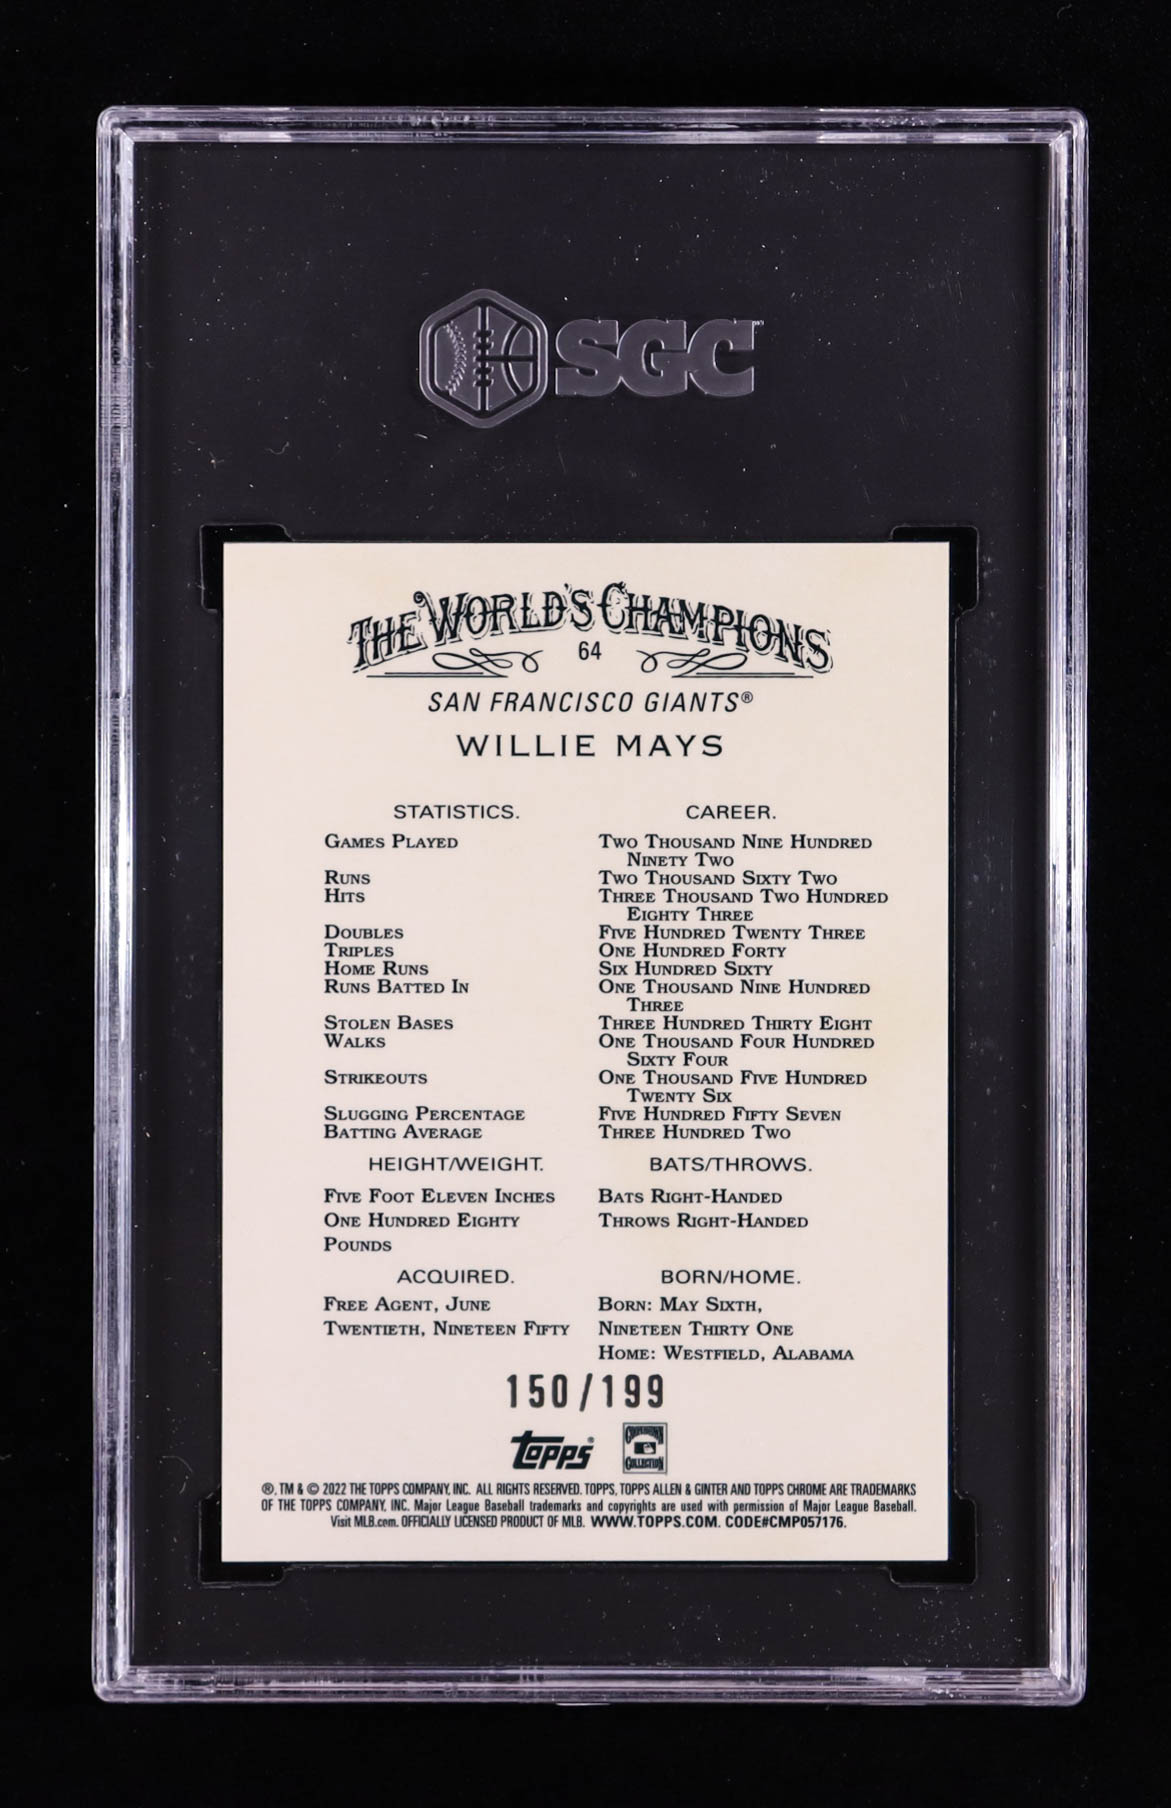 SGC
THE WORLD'S CHAMPIONS
64
SAN FRANCISCO GIANTS®
WILLIE MAYS
STATISTICS. CAREER.
GAMES PLAYED TWO THOUSAND NINE HUNDRED
NINETY TWO
RUNS TWO THOUSAND SIXTY TWO
HITS THREE THOUSAND TWO HUNDRED
EIGHTY THREE
DOUBLES FIVE HUNDRED TWENTY THREE
TRIPLES ONE HUNDRED FORTY
HOME RUNS SIX HUNDRED SIXTY
RUNS BATTED IN ONE THOUSAND NINE HUNDRED
THREE
STOLEN BASES THREE HUNDRED THIRTY EIGHT
WALKS ONE THOUSAND FOUR HUNDRED
SIXTY FOUR
STRIKEOUTS ONE THOUSAND FIVE HUNDRED
TWENTY SIX
SLUGGING PERCENTAGE FIVE HUNDRED FIFTY SEVEN
BATTING AVERAGE THREE HUNDRED TWO
HEIGHT/WEIGHT. BATS/THROWS.
FIVE FOOT ELEVEN INCHES BATS RIGHT-HANDED
ONE HUNDRED EIGHTY THROWS RIGHT-HANDED
POUNDS
ACQUIRED. BORN/HOME.
FREE AGENT, JUNE BORN: MAY SIXTH,
TWENTIETH, NINETEEN FIFTY NINETEEN THIRTY ONE
HOME: WESTFIELD, ALABAMA
150/199
Topps® COOPERSTOWN COLLECTION
®, TM & © 2022 THE TOPPS COMPANY, INC. ALL RIGHTS RESERVED. TOPPS, TOPPS ALLEN & GINTER AND TOPPS CHROME ARE TRADEMARKS
OF THE TOPPS COMPANY, INC. Major League Baseball trademarks and copyrights are used with permission of Major League Baseball.
Visit MLB.com. OFFICIALLY LICENSED PRODUCT OF MLB. WWW.TOPPS.COM. CODE#CMP057176.